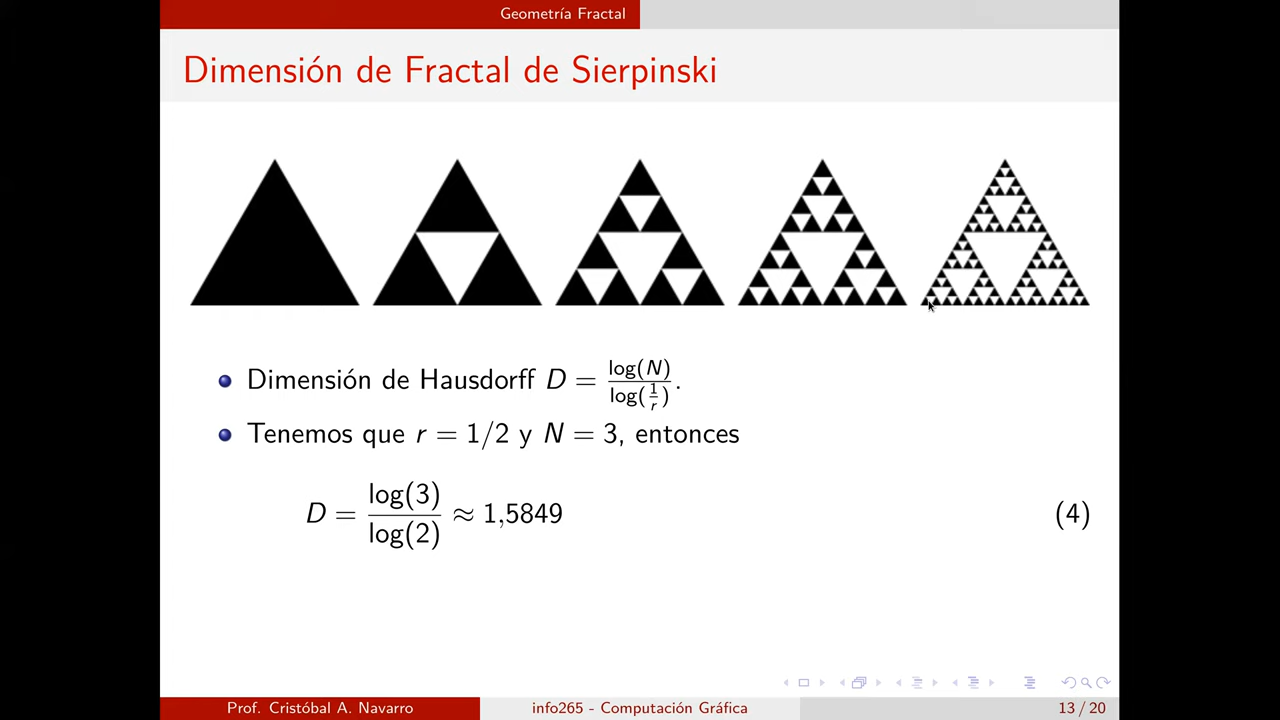 Geometría Fractal
Dimensión de Fractal de Sierpinski
Dimensión de Hausdorff D = log(N) / log(1/r).
Tenemos que r = 1/2 y N = 3, entonces
D = log(3) / log(2) ≈ 1,5849 (4)
Prof. Cristóbal A. Navarro info265 - Computación Gráfica 13 / 20